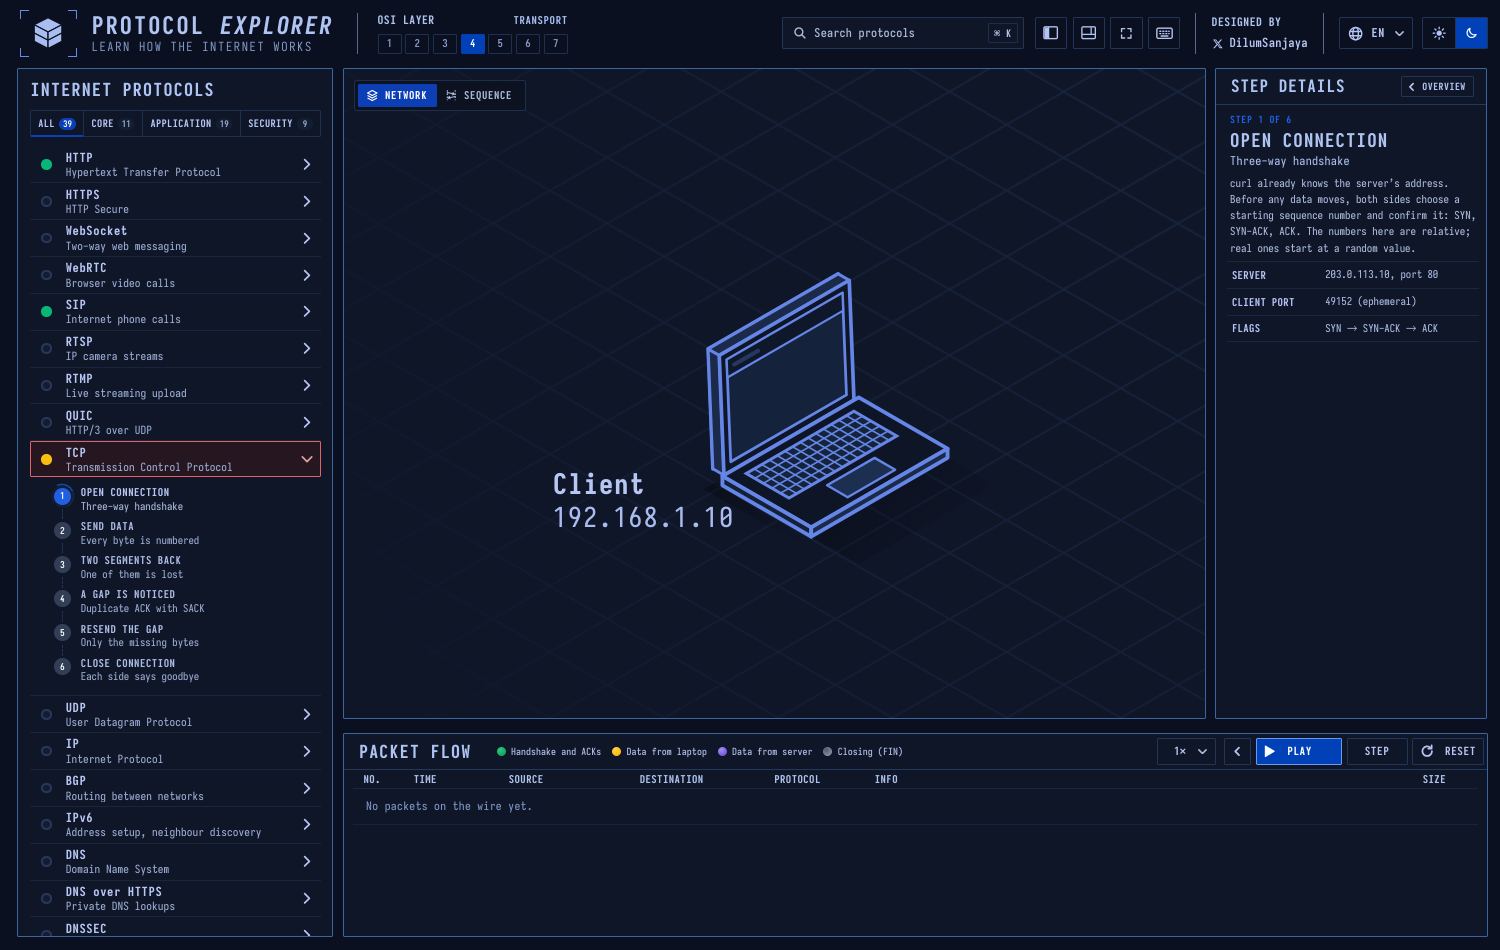 PROTOCOL EXPLORER
LEARN HOW THE INTERNET WORKS
OSI LAYER TRANSPORT
1 2 3 4 5 6 7
Search protocols ⌘ K
DESIGNED BY
DilumSanjaya
EN
INTERNET PROTOCOLS
ALL 39 CORE 11 APPLICATION 19 SECURITY 9
HTTP
Hypertext Transfer Protocol
HTTPS
HTTP Secure
WebSocket
Two-way web messaging
WebRTC
Browser video calls
SIP
Internet phone calls
RTSP
IP camera streams
RTMP
Live streaming upload
QUIC
HTTP/3 over UDP
TCP
Transmission Control Protocol
1 OPEN CONNECTION
Three-way handshake
2 SEND DATA
Every byte is numbered
3 TWO SEGMENTS BACK
One of them is lost
4 A GAP IS NOTICED
Duplicate ACK with SACK
5 RESEND THE GAP
Only the missing bytes
6 CLOSE CONNECTION
Each side says goodbye
UDP
User Datagram Protocol
IP
Internet Protocol
BGP
Routing between networks
IPv6
Address setup, neighbour discovery
DNS
Domain Name System
DNS over HTTPS
Private DNS lookups
DNSSEC
NETWORK SEQUENCE
Client
192.168.1.10
STEP DETAILS OVERVIEW
STEP 1 OF 6
OPEN CONNECTION
Three-way handshake
curl already knows the server’s address.
Before any data moves, both sides choose a
starting sequence number and confirm it: SYN,
SYN-ACK, ACK. The numbers here are relative;
real ones start at a random value.
SERVER 203.0.113.10, port 80
CLIENT PORT 49152 (ephemeral)
FLAGS SYN → SYN-ACK → ACK
PACKET FLOW Handshake and ACKs Data from laptop Data from server Closing (FIN) 1× PLAY STEP RESET
NO. TIME SOURCE DESTINATION PROTOCOL INFO SIZE
No packets on the wire yet.